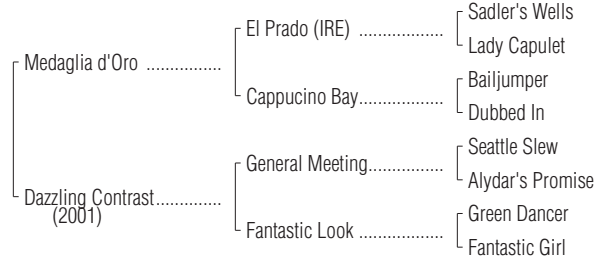 Sadler's Wells
El Prado (IRE) ..................
Lady Capulet
Medaglia d'Oro ................
Bailjumper
Cappucino Bay..................
Dubbed In
Seattle Slew
General Meeting................
Alydar's Promise
Dazzling Contrast..............
(2001)
Green Dancer
Fantastic Look ..................
Fantastic Girl